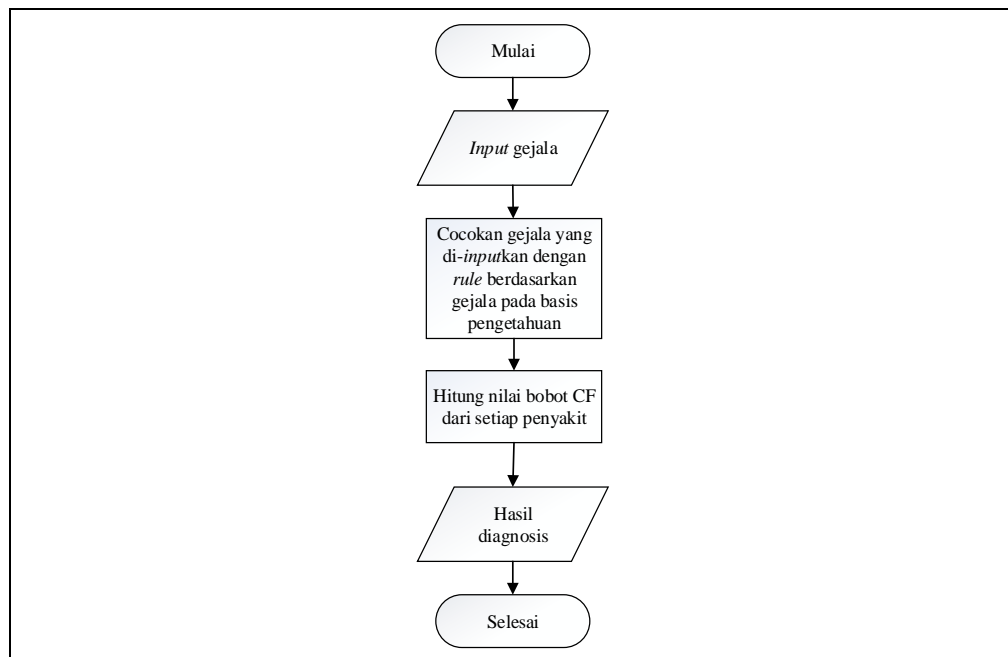 Mulai
Input gejala
Cocokan gejala yang
di-inputkan dengan
rule berdasarkan
gejala pada basis
pengetahuan
Hitung nilai bobot CF
dari setiap penyakit
Hasil
diagnosis
Selesai